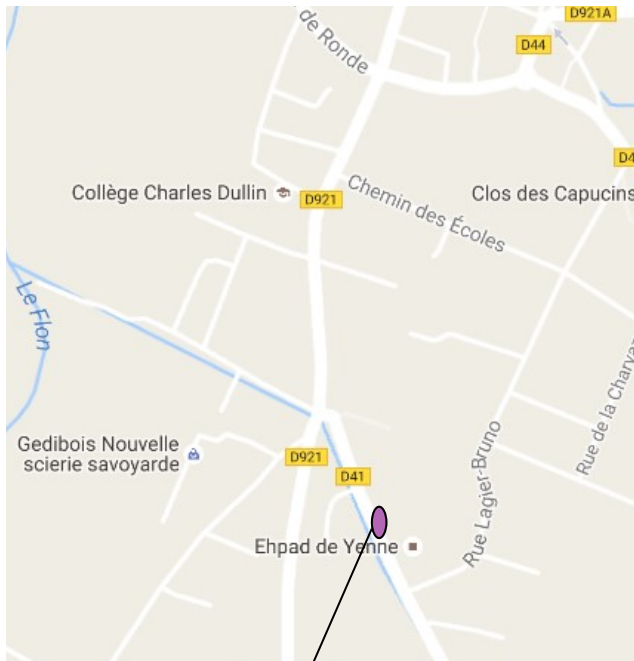 D921A
de Ronde
D44
D4
Collège Charles Dullin
D921
Chemin des Écoles
Clos des Capucins
Le Flon
Rue de la Charvaz
Gedibois Nouvelle
scierie savoyarde
D921
D41
Rue Lagier-Bruno
Ehpad de Yenne